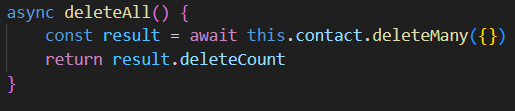 async deleteAll() {
    const result = await this.contact.deleteMany({})
    return result.deleteCount
}